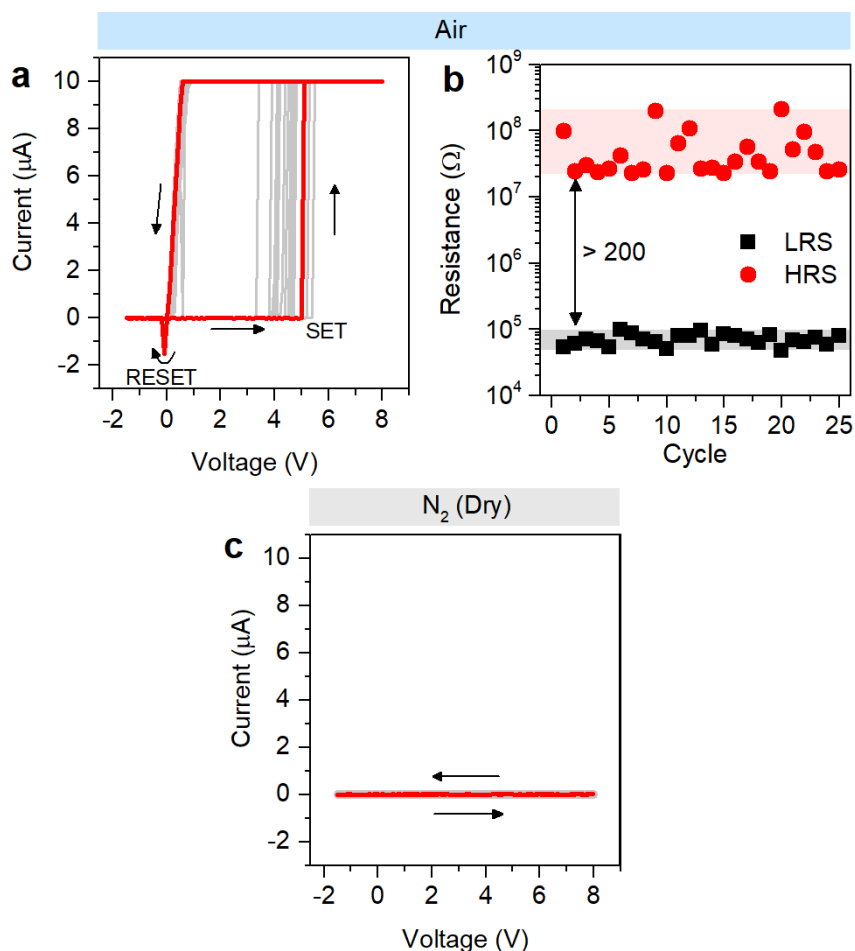 Air
a
10
8
6
4
2
0
-2
Current (μA)
SET
RESET
-2 0 2 4 6 8
Voltage (V)
b
10⁹
10⁸
10⁷
10⁶
10⁵
10⁴
Resistance (Ω)
> 200
LRS
HRS
0 5 10 15 20 25
Cycle
N₂ (Dry)
c
10
8
6
4
2
0
-2
Current (μA)
-2 0 2 4 6 8
Voltage (V)